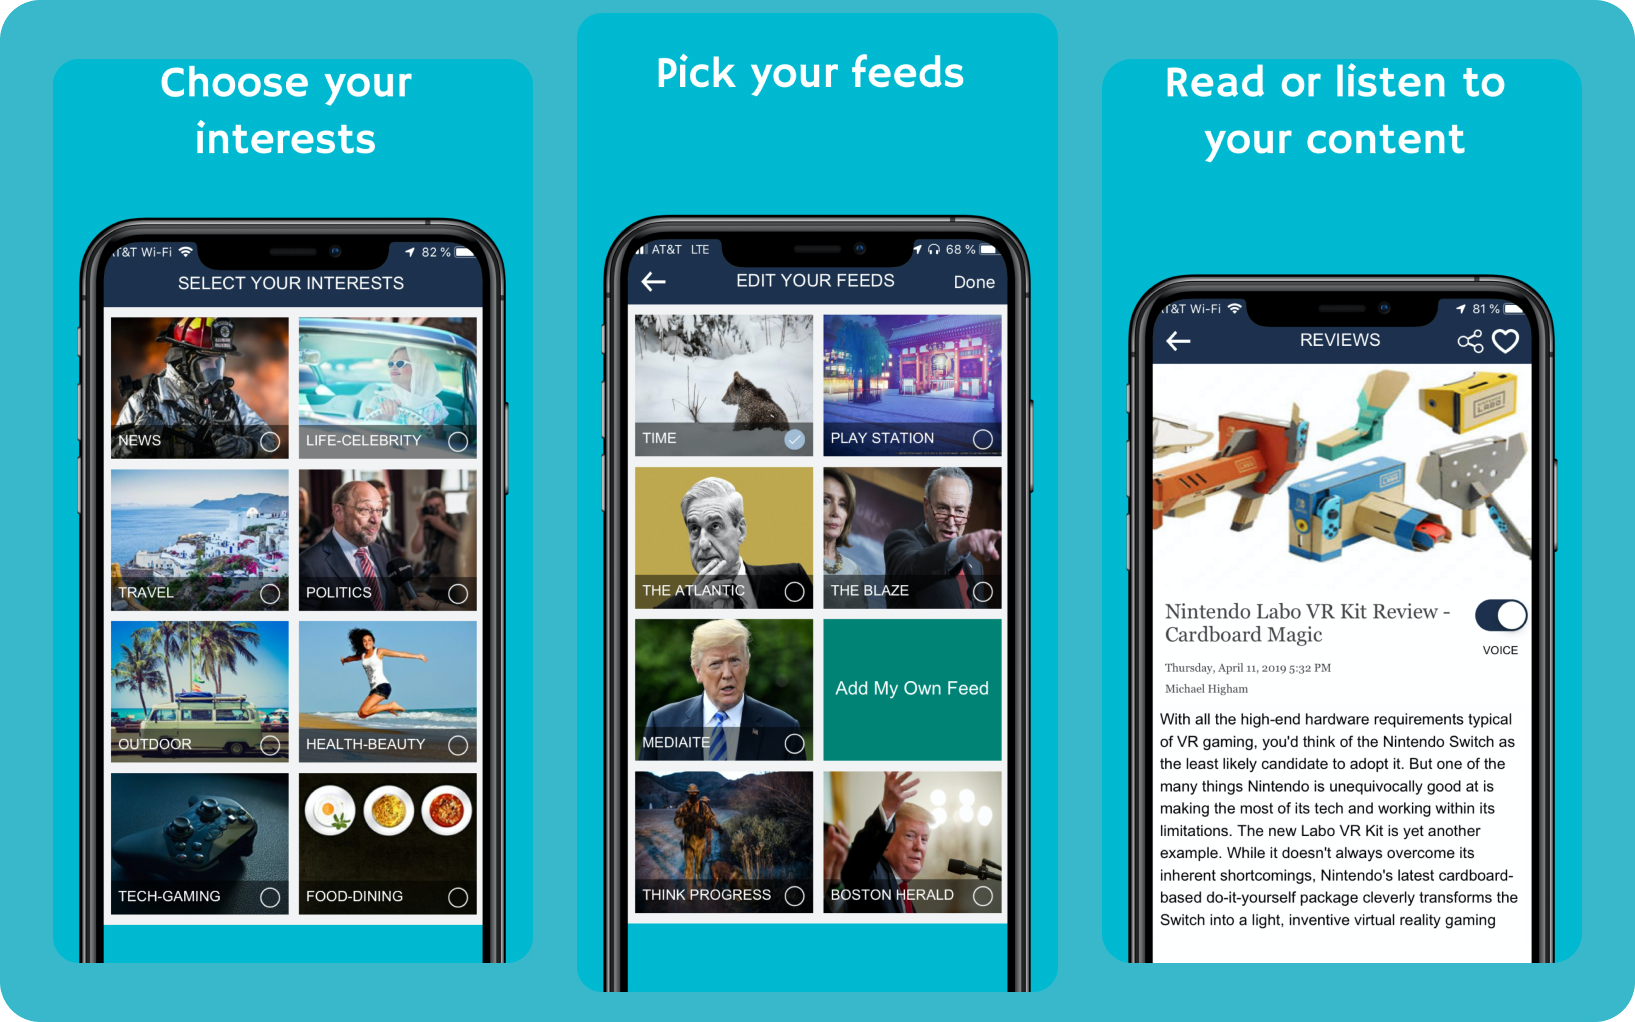 Choose your
interests
AT&T Wi-Fi
82 %
SELECT YOUR INTERESTS
NEWS
LIFE-CELEBRITY
TRAVEL
POLITICS
OUTDOOR
HEALTH-BEAUTY
TECH-GAMING
FOOD-DINING
Pick your feeds
AT&T LTE
68 %
EDIT YOUR FEEDS
Done
TIME
PLAY STATION
THE ATLANTIC
THE BLAZE
MEDIAITE
Add My Own Feed
THINK PROGRESS
BOSTON HERALD
Read or listen to
your content
AT&T Wi-Fi
81 %
REVIEWS
LABO
Nintendo Labo VR Kit Review -
Cardboard Magic
VOICE
Thursday, April 11, 2019 5:32 PM
Michael Higham
With all the high-end hardware requirements typical
of VR gaming, you'd think of the Nintendo Switch as
the least likely candidate to adopt it. But one of the
many things Nintendo is unequivocally good at is
making the most of its tech and working within its
limitations. The new Labo VR Kit is yet another
example. While it doesn't always overcome its
inherent shortcomings, Nintendo's latest cardboard-
based do-it-yourself package cleverly transforms the
Switch into a light, inventive virtual reality gaming